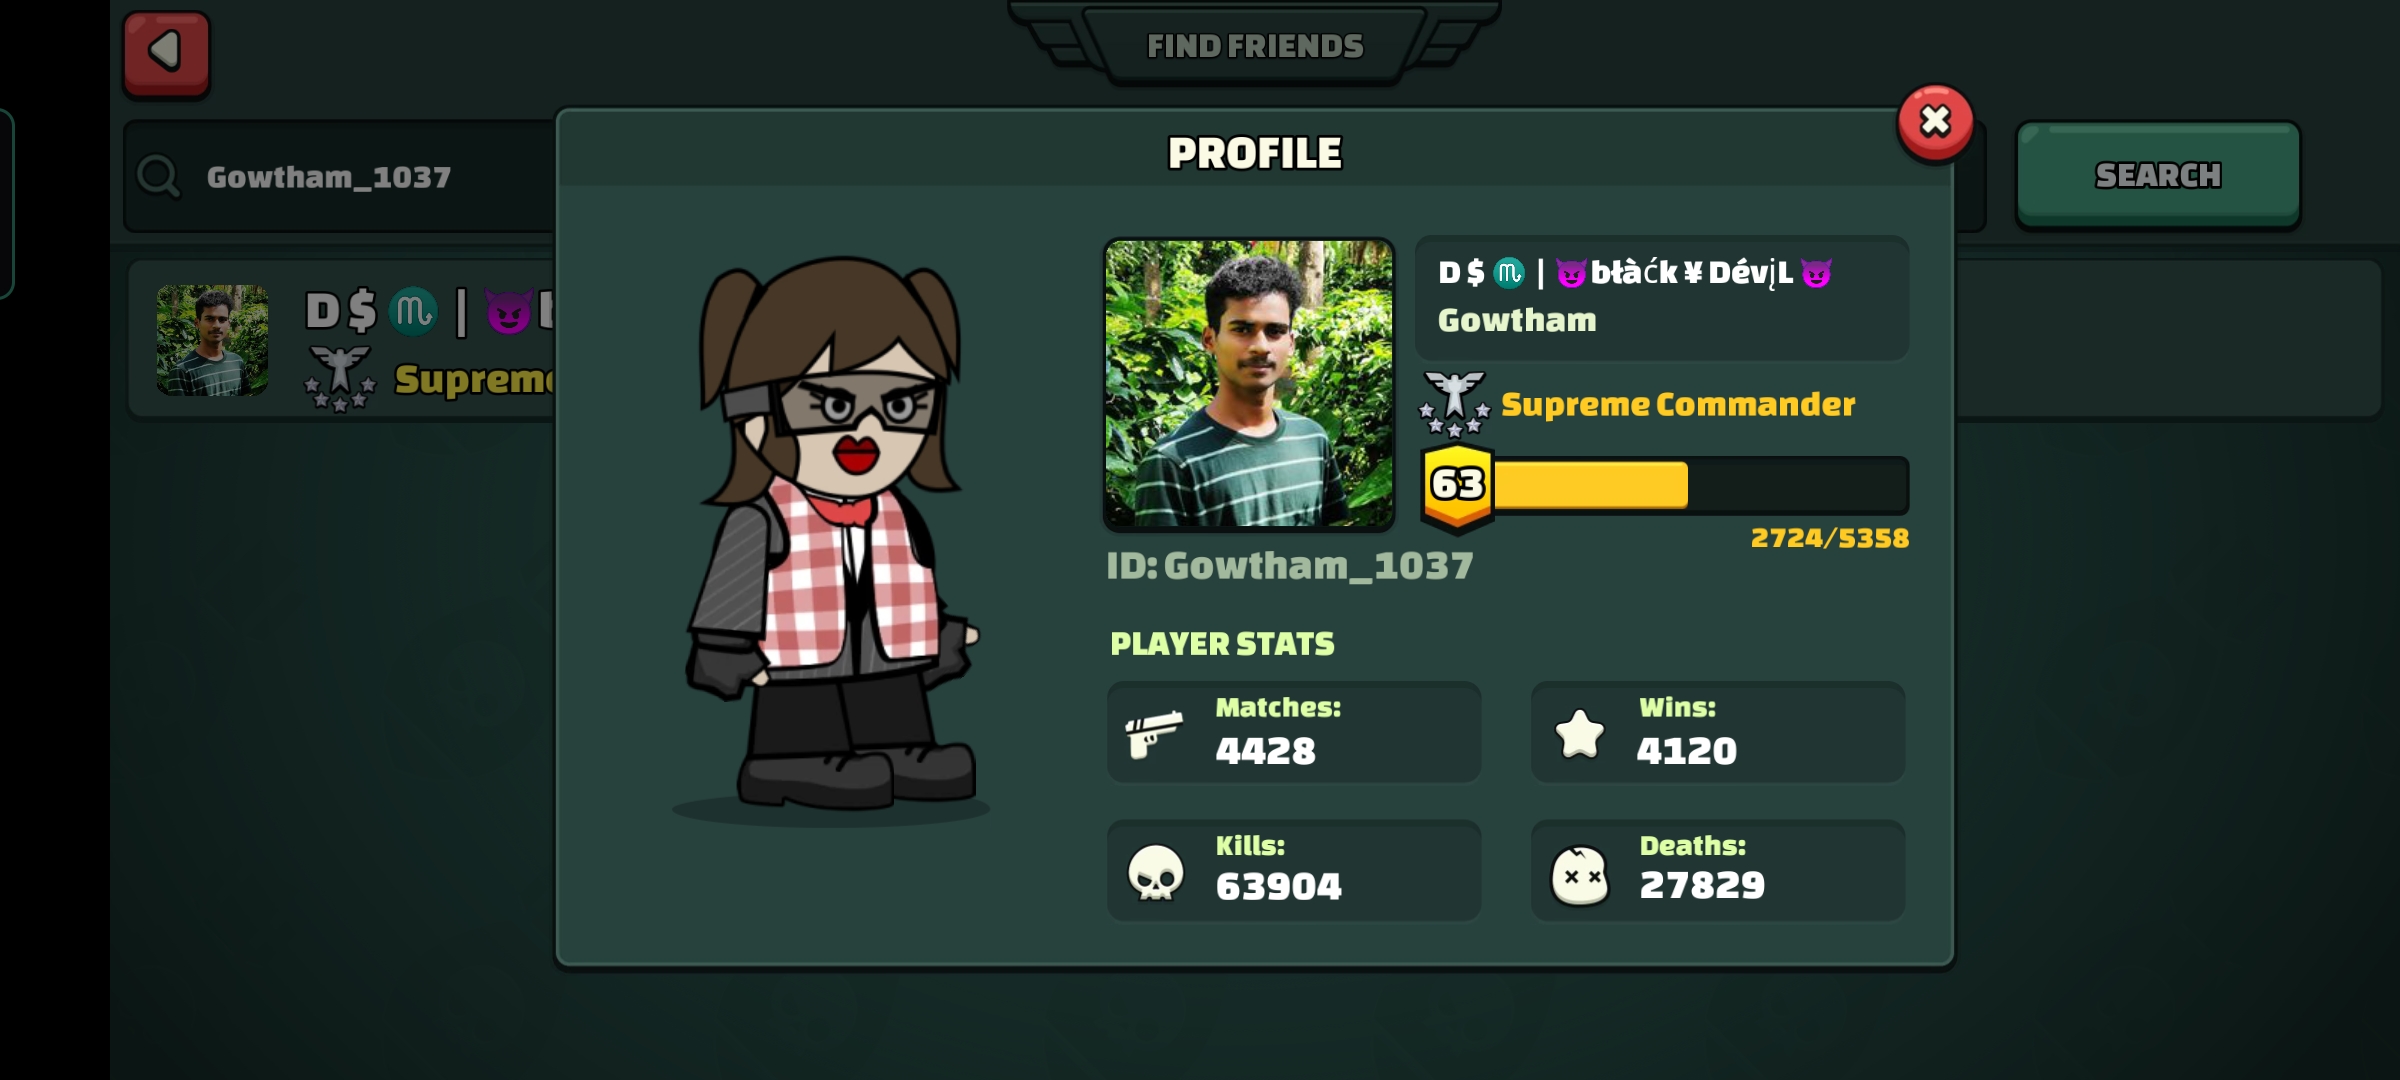 FIND FRIENDS
Gowtham_1037
SEARCH
PROFILE
D $ ♏ | 😈
Supreme
D $ ♏ | 😈błàćk ¥ DévįL 😈
Gowtham
Supreme Commander
63
2724/5358
ID: Gowtham_1037
PLAYER STATS
Matches:
4428
Wins:
4120
Kills:
63904
Deaths:
27829